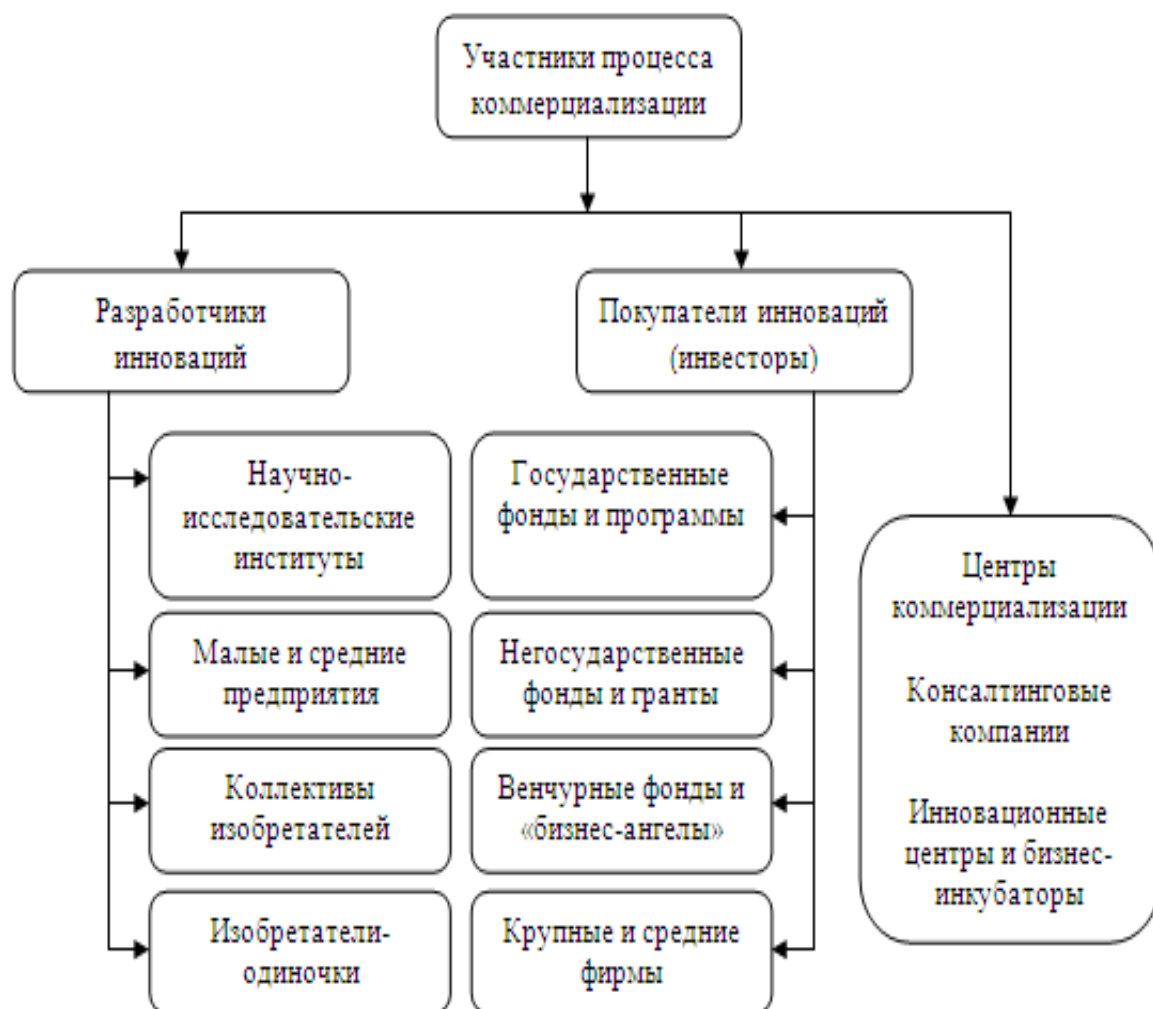 Участники процесса
коммерциализации
Разработчики
инноваций
Покупатели инноваций
(инвесторы)
Научно-
исследовательские
институты
Малые и средние
предприятия
Коллективы
изобретателей
Изобретатели-
одиночки
Государственные
фонды и программы
Негосударственные
фонды и гранты
Венчурные фонды и
«бизнес-ангелы»
Крупные и средние
фирмы
Центры
коммерциализации
Консалтинговые
компании
Инновационные
центры и бизнес-
инкубаторы